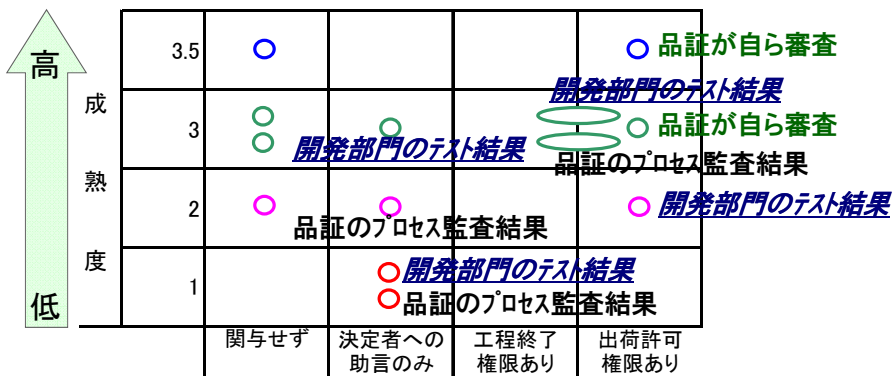 高
成
熟
度
低
3.5
品証が自ら審査
開発部門のテスト結果
3
品証が自ら審査
開発部門のテスト結果
品証のプロセス監査結果
2
開発部門のテスト結果
品証のプロセス監査結果
1
開発部門のテスト結果
品証のプロセス監査結果
関与せず
決定者への
助言のみ
工程終了
権限あり
出荷許可
権限あり